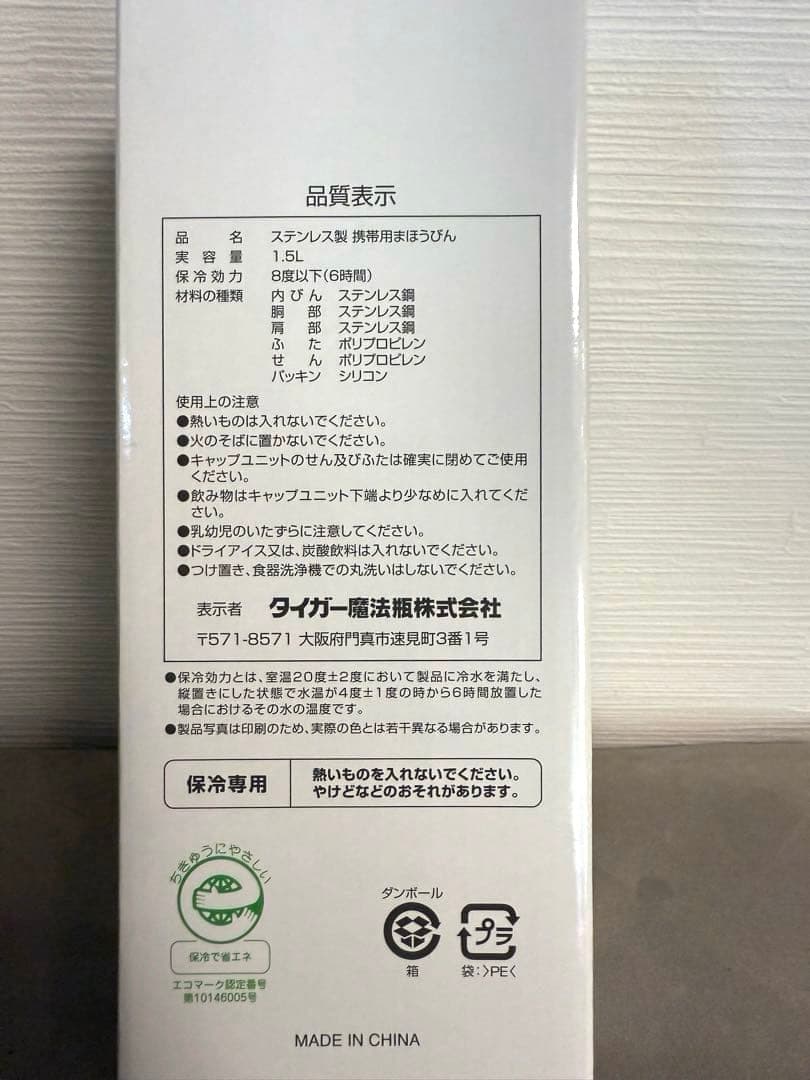 品質表示
品名 ステンレス製 携帯用まほうびん
実容量 1.5L
保冷効力 8度以下(6時間)
材料の種類 内びん ステンレス鋼
胴部 ステンレス鋼
肩部 ステンレス鋼
ふた ポリプロピレン
せん ポリプロピレン
パッキン シリコン
使用上の注意
●熱いものは入れないでください。
●火のそばに置かないでください。
●キャップユニットのせん及びふたは確実に閉めてご使用
ください。
●飲み物はキャップユニット下端より少なめに入れてくだ
さい。
●乳幼児のいたずらに注意してください。
●ドライアイス又は、炭酸飲料は入れないでください。
●つけ置き、食器洗浄機での丸洗いはしないでください。
表示者 タイガー魔法瓶株式会社
〒571-8571 大阪府門真市速見町3番1号
●保冷効力とは、室温20度±2度において製品に冷水を満たし、
縦置きにした状態で水温が4度±1度の時から6時間放置した
場合におけるその水の温度です。
●製品写真は印刷のため、実際の色とは若干異なる場合があります。
保冷専用
熱いものを入れないでください。
やけどなどのおそれがあります。
ちきゅうにやさしい
保冷で省エネ
エコマーク認定番号
第10146005号
ダンボール
箱
プラ
袋:>PE<
MADE IN CHINA